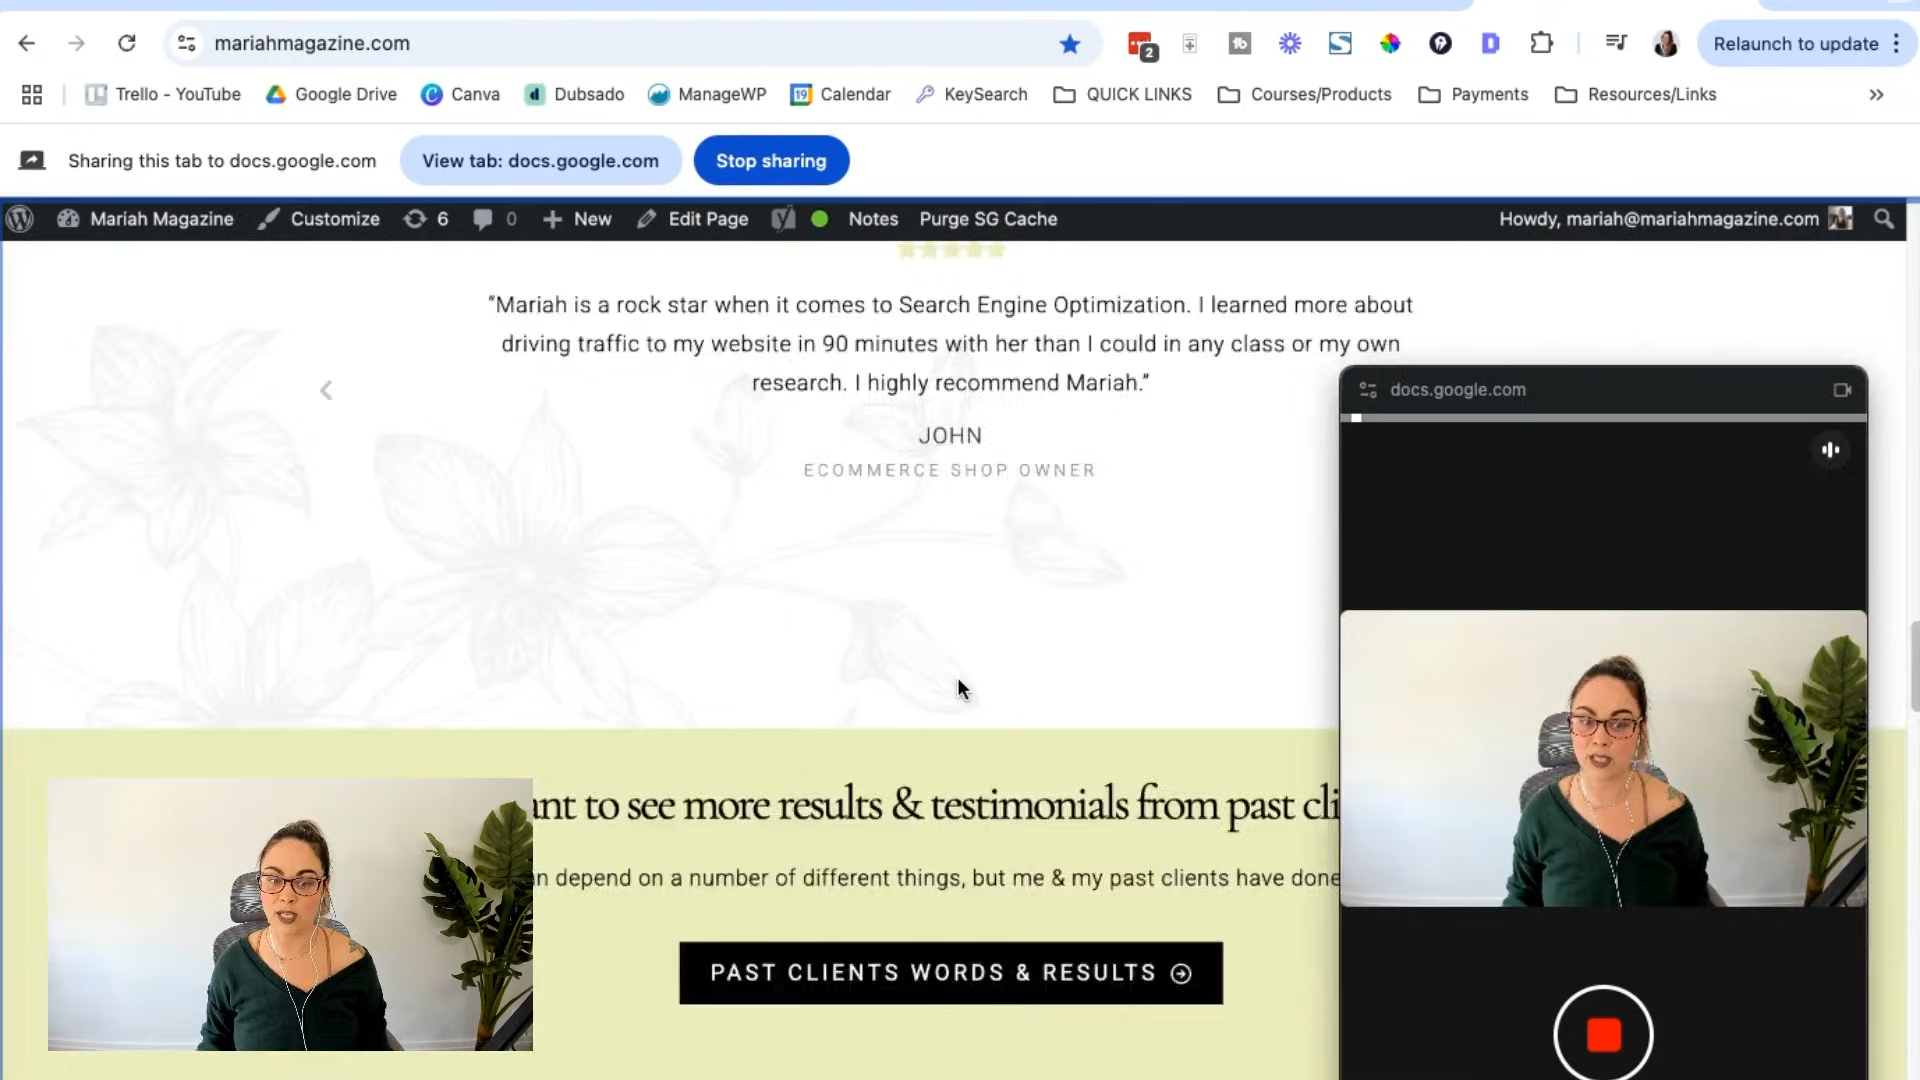 mariahmagazine.com
2
Relaunch to update
Trello - YouTube
Google Drive
Canva
Dubsado
ManageWP
19
Calendar
KeySearch
QUICK LINKS
Courses/Products
Payments
Resources/Links
Sharing this tab to docs.google.com
View tab: docs.google.com
Stop sharing
Mariah Magazine
Customize
6
0
New
Edit Page
Notes
Purge SG Cache
Howdy, mariah@mariahmagazine.com
“Mariah is a rock star when it comes to Search Engine Optimization. I learned more about
driving traffic to my website in 90 minutes with her than I could in any class or my own
research. I highly recommend Mariah.”
JOHN
ECOMMERCE SHOP OWNER
docs.google.com
ant to see more results & testimonials from past cli
n depend on a number of different things, but me & my past clients have done
PAST CLIENTS WORDS & RESULTS